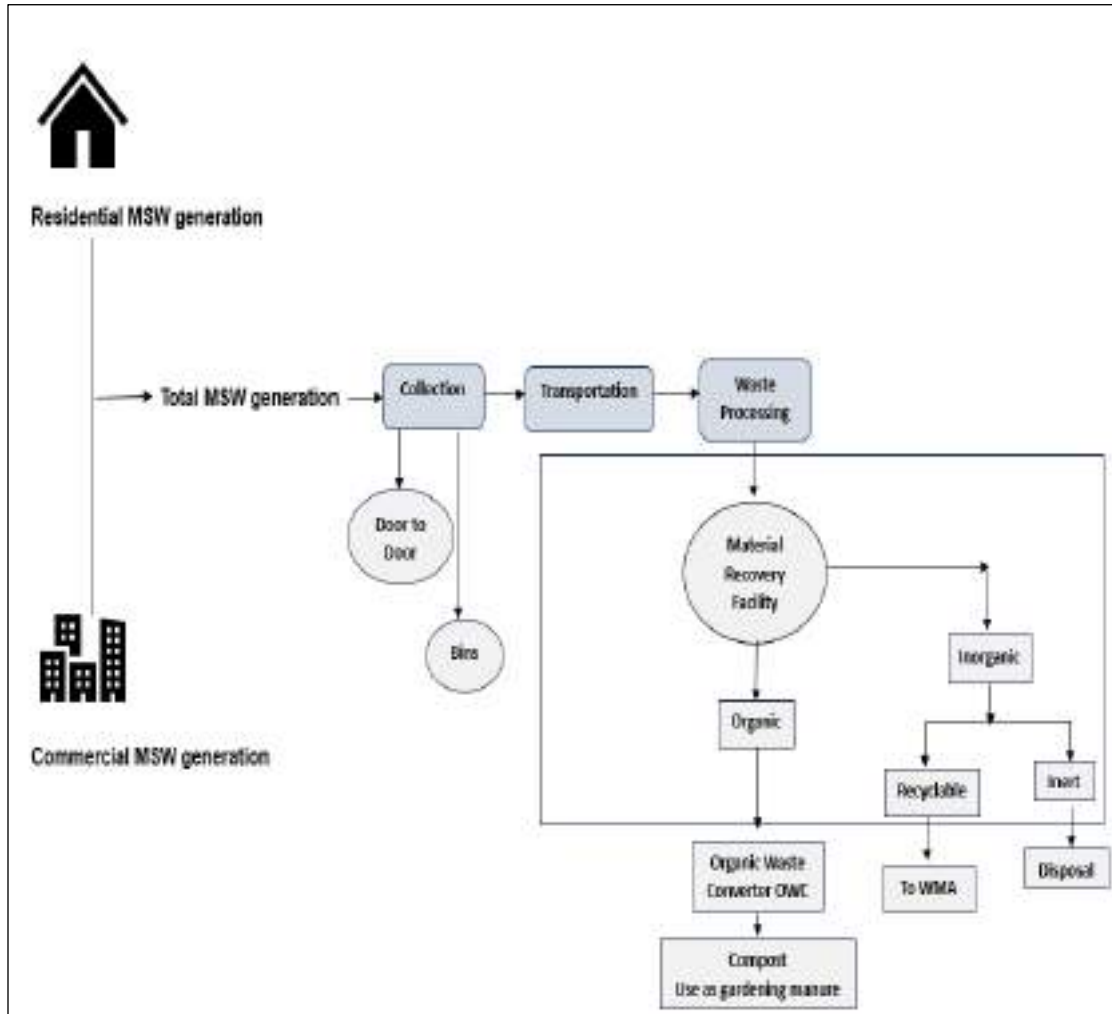 Residential MSW generation
Total MSW generation
Collection
Transportation
Waste
Processing
Door to
Door
Bins
Material
Recovery
Facility
Inorganic
Organic
Recyclable
Inert
Commercial MSW generation
Organic Waste
Converter OWC
To WMA
Disposal
Compost
Use as gardening manure